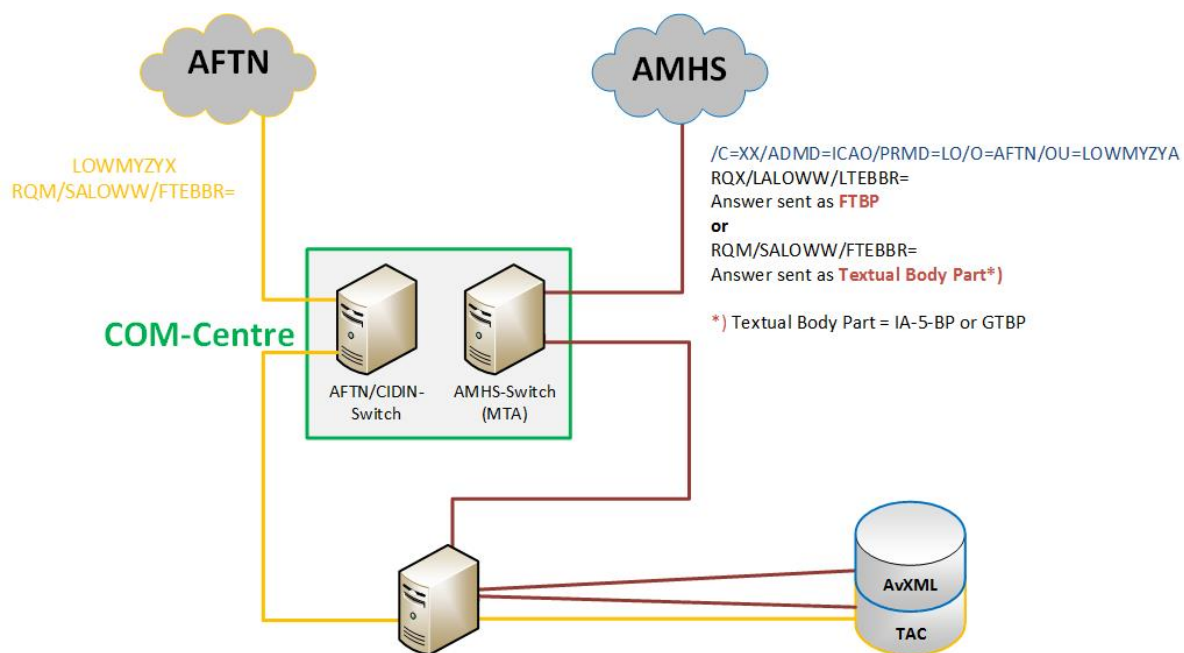 AFTN
AMHS
LOWMYZYX
RQM/SALOWW/FTEBBR=
/C=XX/ADMD=ICAO/PRMD=LO/O=AFTN/OU=LOWMYZYA
RQX/LALOWW/LTEBBR=
Answer sent as FTBP
or
RQM/SALOWW/FTEBBR=
Answer sent as Textual Body Part*)
*) Textual Body Part = IA-5-BP or GTBP
COM-Centre
AFTN/CIDIN-
Switch
AMHS-Switch
(MTA)
AvXML
TAC